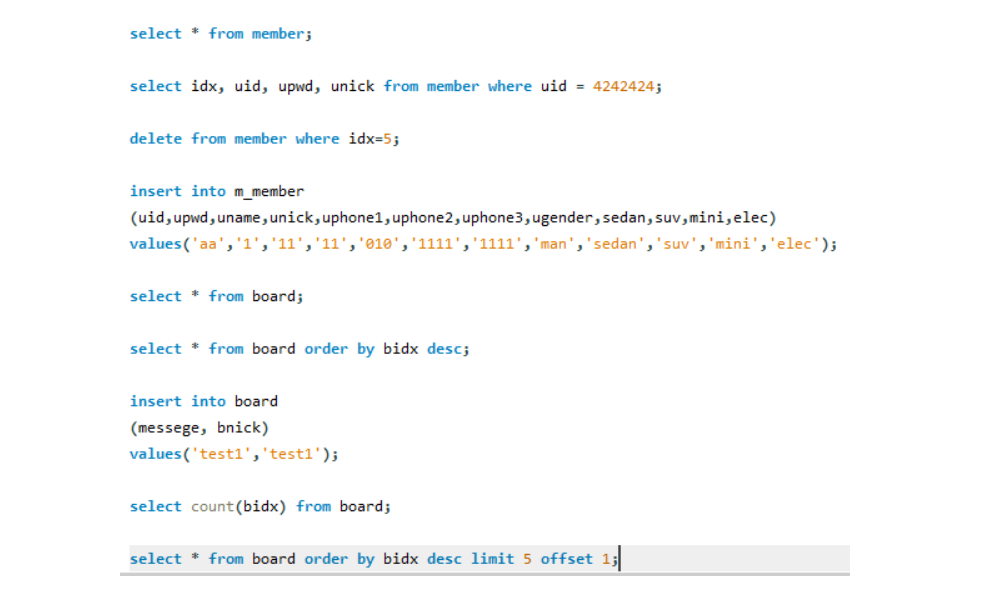 select * from member;
select idx, uid, upwd, unick from member where uid = 4242424;
delete from member where idx=5;
insert into m_member
(uid,upwd,uname,unick,uphone1,uphone2,uphone3,ugender,sedan,suv,mini,elec)
values('aa','1','11','11','010','1111','1111','man','sedan','suv','mini','elec');
select * from board;
select * from board order by bidx desc;
insert into board
(messege, bnick)
values('test1','test1');
select count(bidx) from board;
select * from board order by bidx desc limit 5 offset 1;